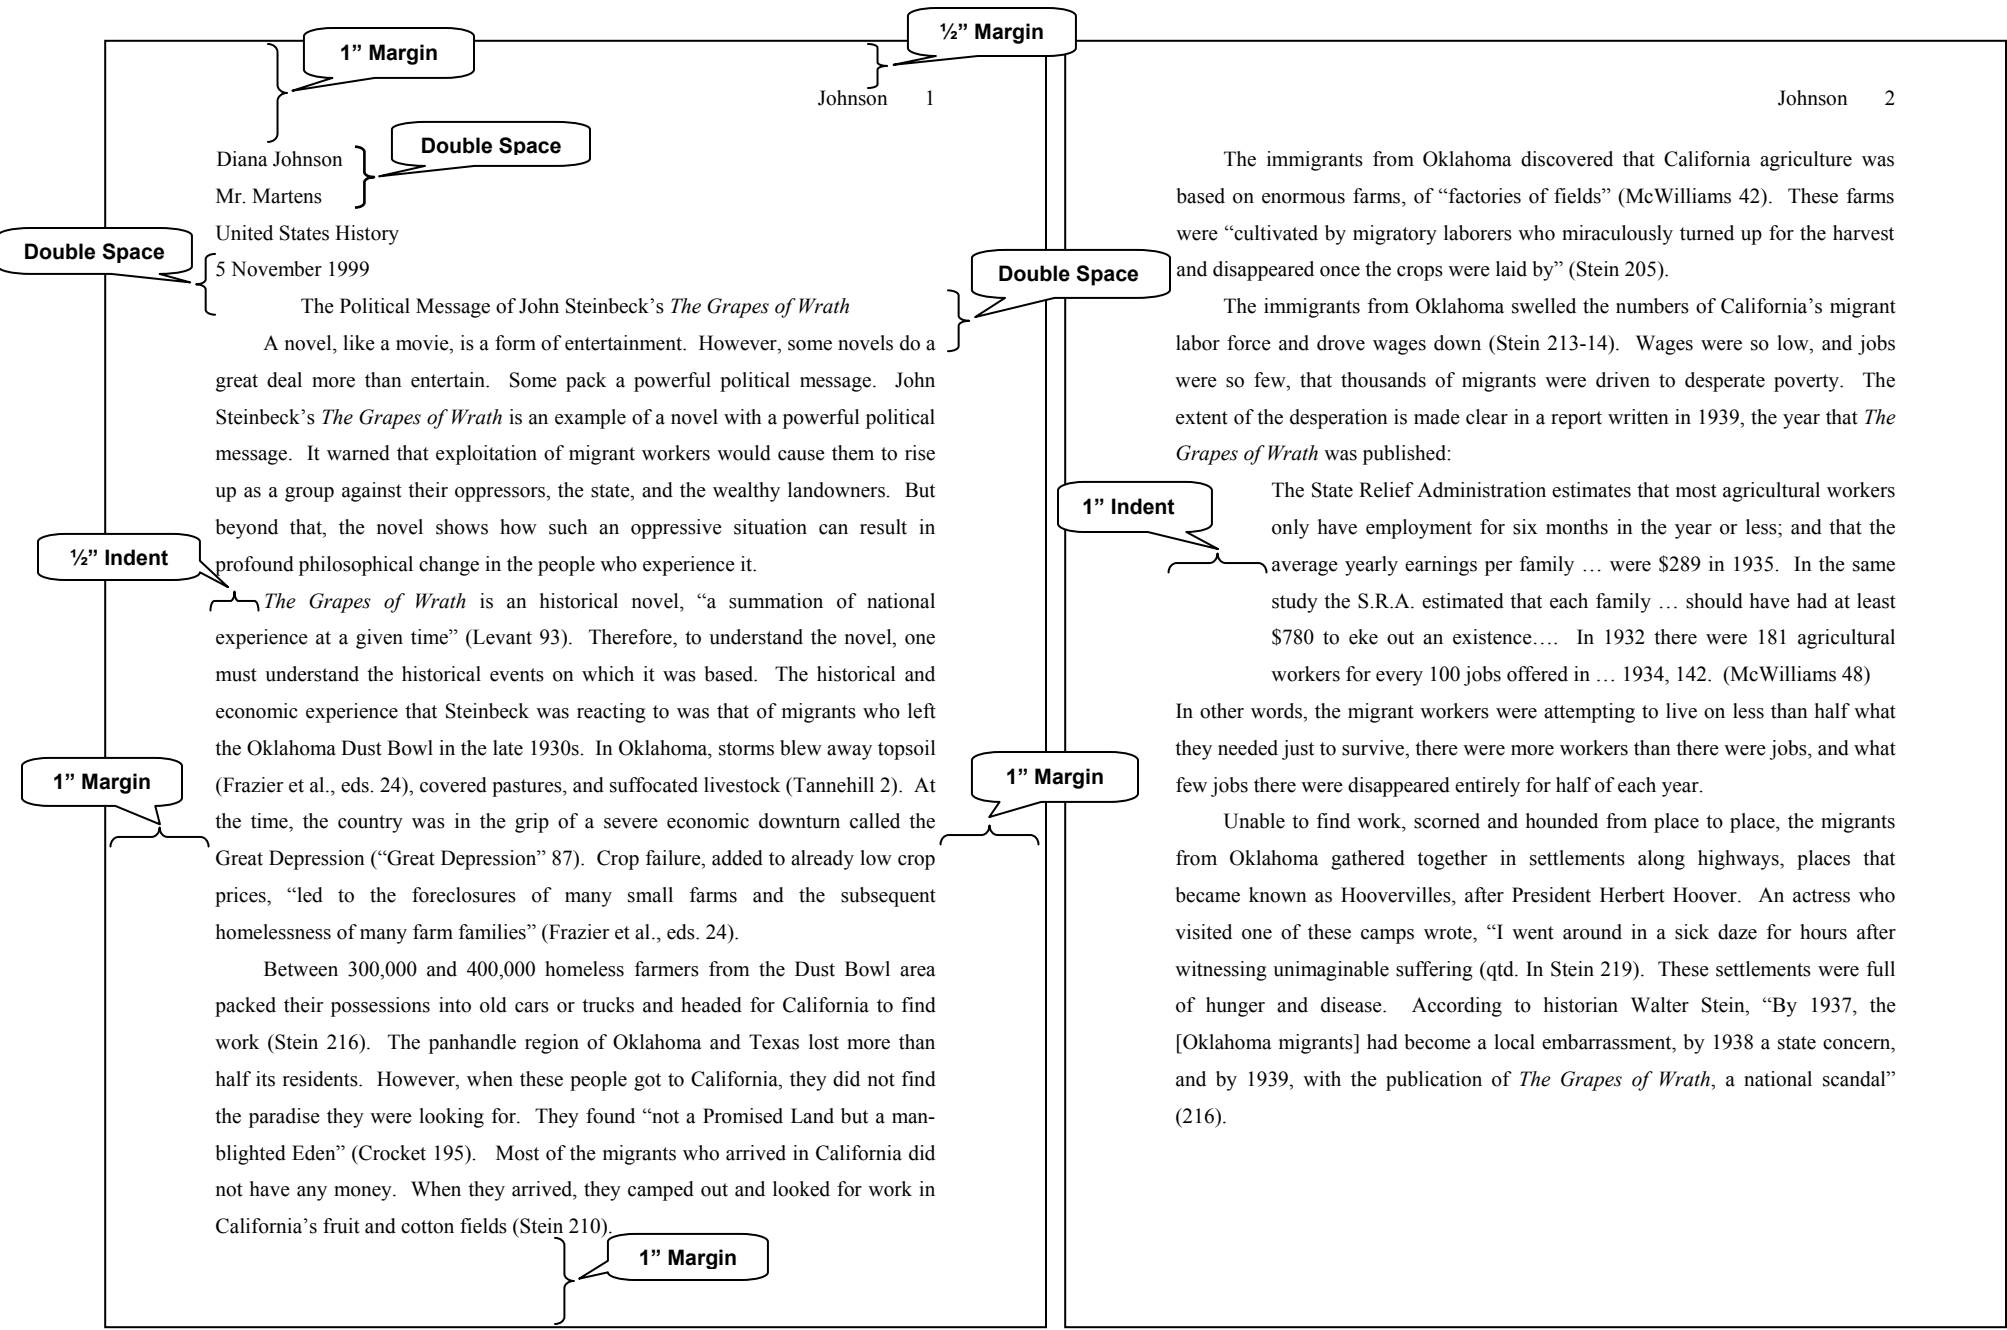 1” Margin
½” Margin
Johnson 1
Double Space
Diana Johnson
Mr. Martens
United States History
Double Space
5 November 1999
Double Space
The Political Message of John Steinbeck’s The Grapes of Wrath
A novel, like a movie, is a form of entertainment. However, some novels do a
great deal more than entertain. Some pack a powerful political message. John
Steinbeck’s The Grapes of Wrath is an example of a novel with a powerful political
message. It warned that exploitation of migrant workers would cause them to rise
up as a group against their oppressors, the state, and the wealthy landowners. But
beyond that, the novel shows how such an oppressive situation can result in
profound philosophical change in the people who experience it.
½” Indent
The Grapes of Wrath is an historical novel, “a summation of national
experience at a given time” (Levant 93). Therefore, to understand the novel, one
must understand the historical events on which it was based. The historical and
economic experience that Steinbeck was reacting to was that of migrants who left
the Oklahoma Dust Bowl in the late 1930s. In Oklahoma, storms blew away topsoil
(Frazier et al., eds. 24), covered pastures, and suffocated livestock (Tannehill 2). At
the time, the country was in the grip of a severe economic downturn called the
Great Depression (“Great Depression” 87). Crop failure, added to already low crop
prices, “led to the foreclosures of many small farms and the subsequent
homelessness of many farm families” (Frazier et al., eds. 24).
1” Margin
1” Margin
Between 300,000 and 400,000 homeless farmers from the Dust Bowl area
packed their possessions into old cars or trucks and headed for California to find
work (Stein 216). The panhandle region of Oklahoma and Texas lost more than
half its residents. However, when these people got to California, they did not find
the paradise they were looking for. They found “not a Promised Land but a man-
blighted Eden” (Crocket 195). Most of the migrants who arrived in California did
not have any money. When they arrived, they camped out and looked for work in
California’s fruit and cotton fields (Stein 210).
1” Margin
Johnson 2
The immigrants from Oklahoma discovered that California agriculture was
based on enormous farms, of “factories of fields” (McWilliams 42). These farms
were “cultivated by migratory laborers who miraculously turned up for the harvest
and disappeared once the crops were laid by” (Stein 205).
The immigrants from Oklahoma swelled the numbers of California’s migrant
labor force and drove wages down (Stein 213-14). Wages were so low, and jobs
were so few, that thousands of migrants were driven to desperate poverty. The
extent of the desperation is made clear in a report written in 1939, the year that The
Grapes of Wrath was published:
1” Indent
The State Relief Administration estimates that most agricultural workers
only have employment for six months in the year or less; and that the
average yearly earnings per family … were $289 in 1935. In the same
study the S.R.A. estimated that each family … should have had at least
$780 to eke out an existence…. In 1932 there were 181 agricultural
workers for every 100 jobs offered in … 1934, 142. (McWilliams 48)
In other words, the migrant workers were attempting to live on less than half what
they needed just to survive, there were more workers than there were jobs, and what
few jobs there were disappeared entirely for half of each year.
Unable to find work, scorned and hounded from place to place, the migrants
from Oklahoma gathered together in settlements along highways, places that
became known as Hoovervilles, after President Herbert Hoover. An actress who
visited one of these camps wrote, “I went around in a sick daze for hours after
witnessing unimaginable suffering (qtd. In Stein 219). These settlements were full
of hunger and disease. According to historian Walter Stein, “By 1937, the
[Oklahoma migrants] had become a local embarrassment, by 1938 a state concern,
and by 1939, with the publication of The Grapes of Wrath, a national scandal”
(216).